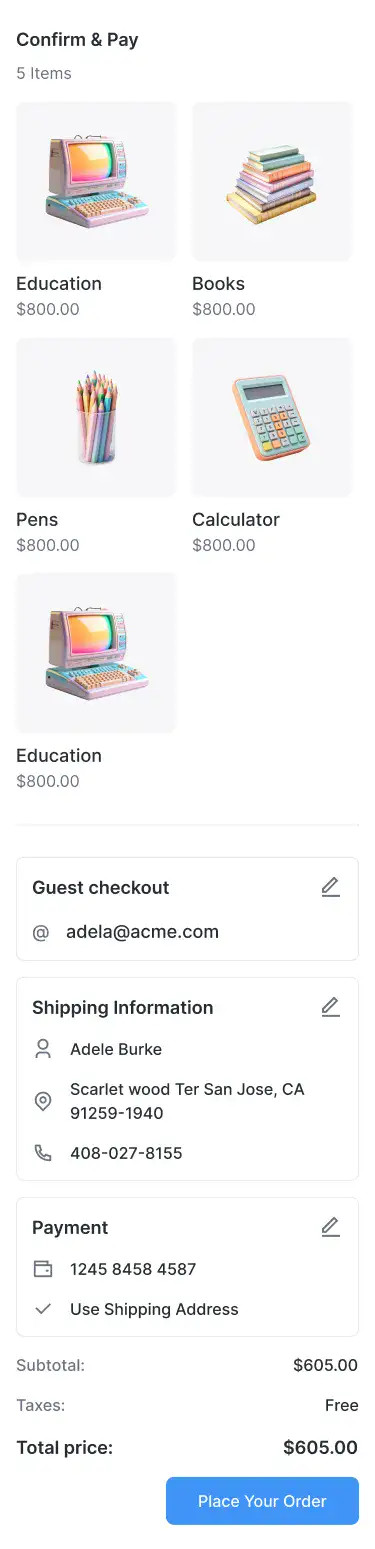 Confirm & Pay
5 Items
Education
$800.00
Books
$800.00
Pens
$800.00
Calculator
$800.00
Education
$800.00
Guest checkout
@ adela@acme.com
Shipping Information
Adele Burke
Scarlet wood Ter San Jose, CA
91259-1940
408-027-8155
Payment
1245 8458 4587
Use Shipping Address
Subtotal: $605.00
Taxes: Free
Total price: $605.00
Place Your Order